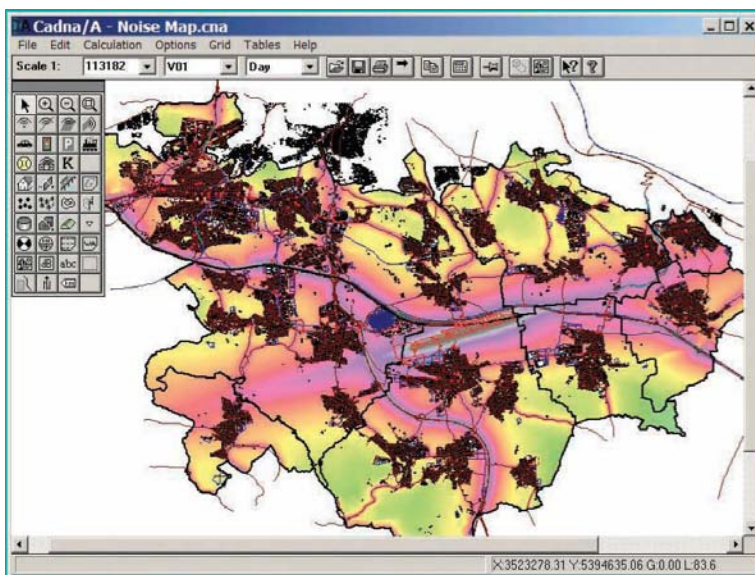 Cadna/A - Noise Map.cna
File Edit Calculation Options Grid Tables Help
Scale 1: 113182 V01 Day
P
K
abc
X:3523278.31 Y:5394635.06 G:0.00 L:83.6